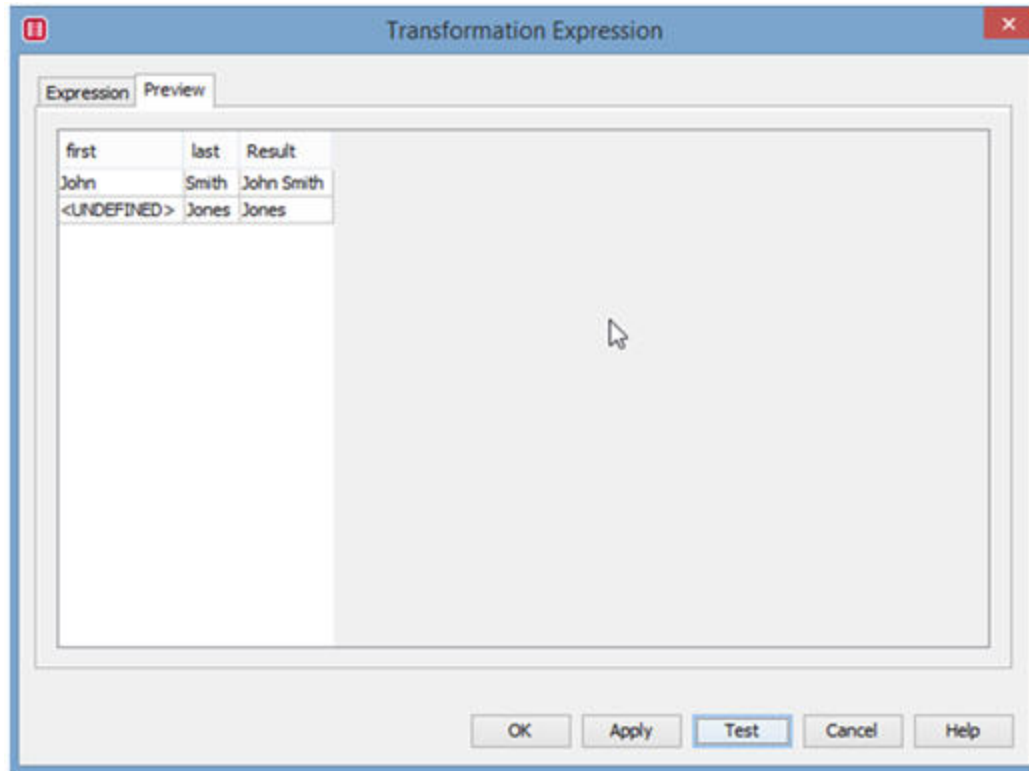 Transformation Expression
Expression Preview
first last Result
John Smith John Smith
<UNDEFINED> Jones Jones
OK Apply Test Cancel Help